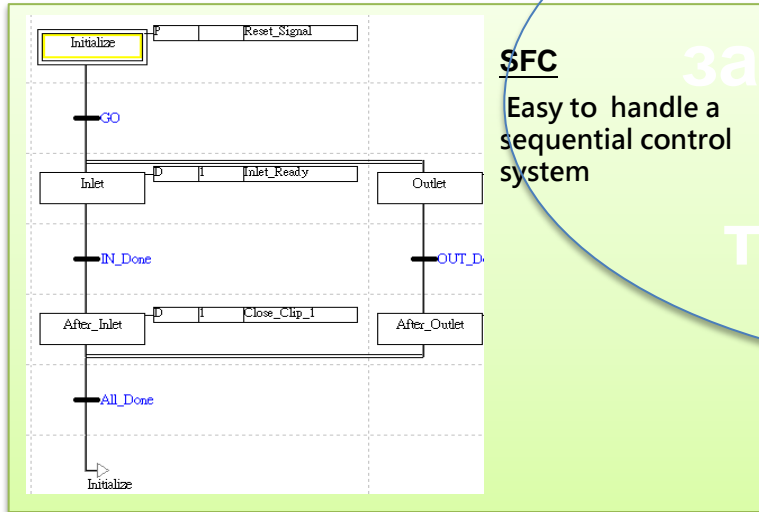 Initialize
P Reset_Signal
GO
Inlet
D 1 Inlet_Ready
Outlet
IN_Done
After_Inlet
D 1 Close_Clip_1
After_Outlet
All_Done
Initialize
SFC
Easy to handle a
sequential control
system